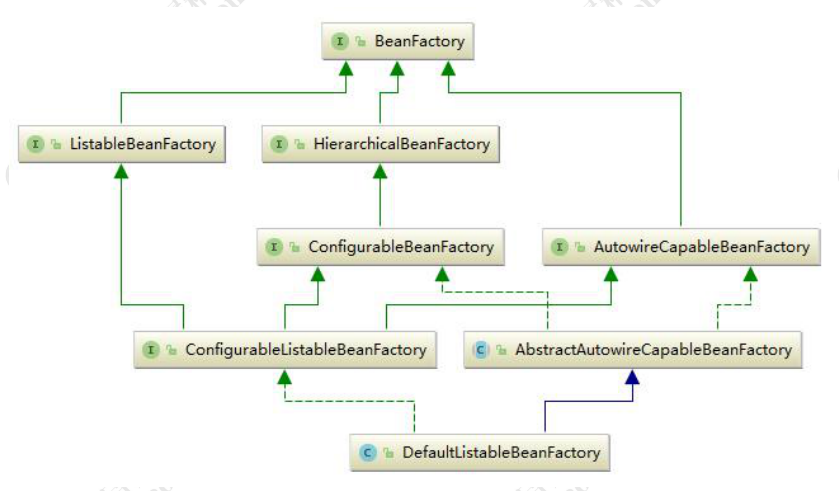 BeanFactory
ListableBeanFactory
HierarchicalBeanFactory
ConfigurableBeanFactory
AutowireCapableBeanFactory
ConfigurableListableBeanFactory
AbstractAutowireCapableBeanFactory
DefaultListableBeanFactory